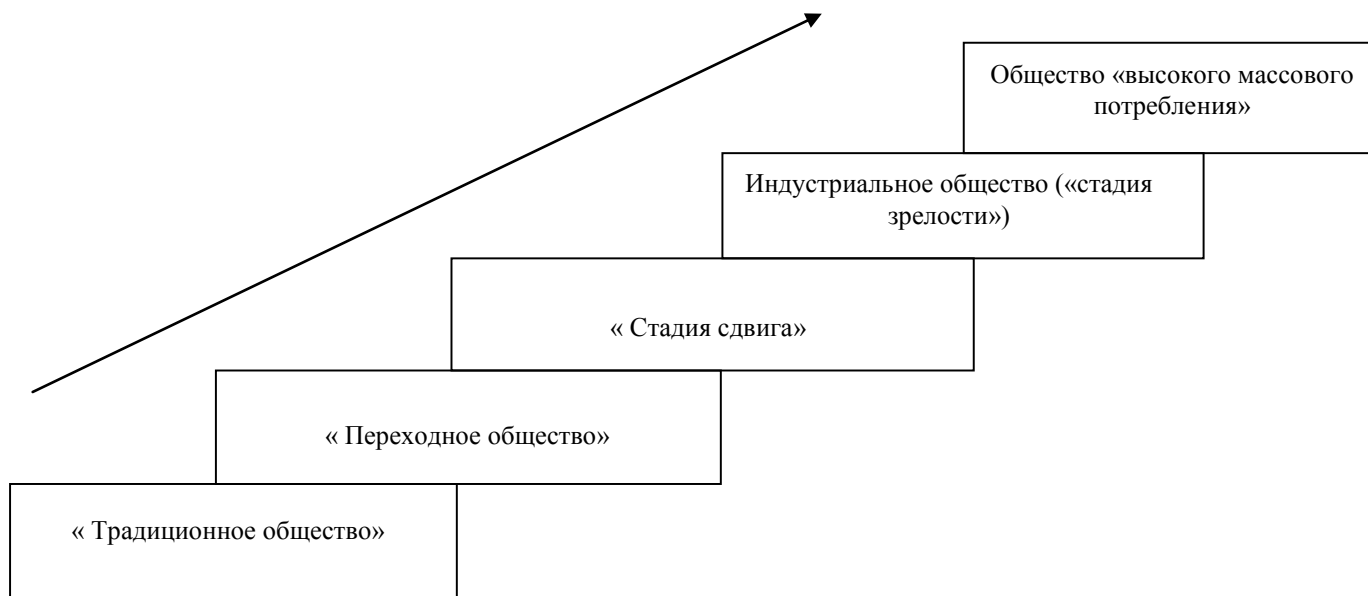 Общество «высокого массового
потребления»
Индустриальное общество («стадия
зрелости»)
« Стадия сдвига»
« Переходное общество»
« Традиционное общество»